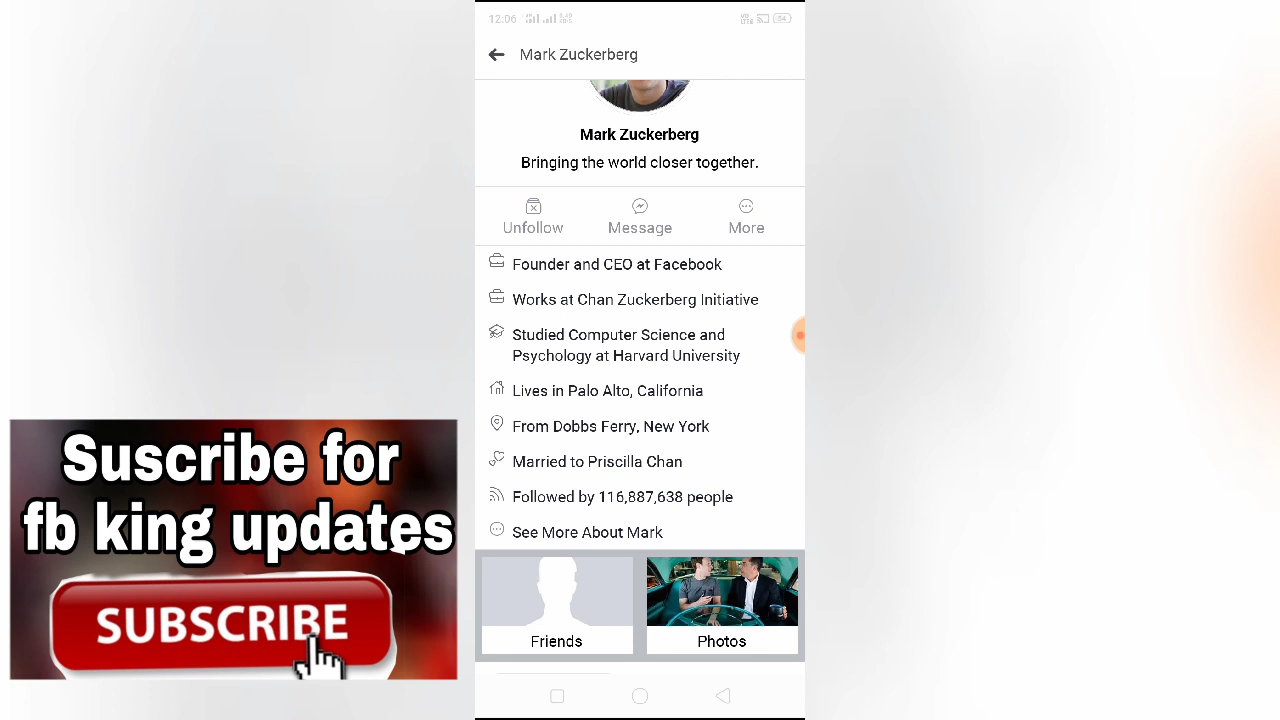 12:06
54
Mark Zuckerberg
Mark Zuckerberg
Bringing the world closer together.
Unfollow
Message
More
Founder and CEO at Facebook
Works at Chan Zuckerberg Initiative
Studied Computer Science and
Psychology at Harvard University
Lives in Palo Alto, California
From Dobbs Ferry, New York
Married to Priscilla Chan
Followed by 116,887,638 people
See More About Mark
Friends
Photos
Suscribe for
fb king updates
SUBSCRIBE